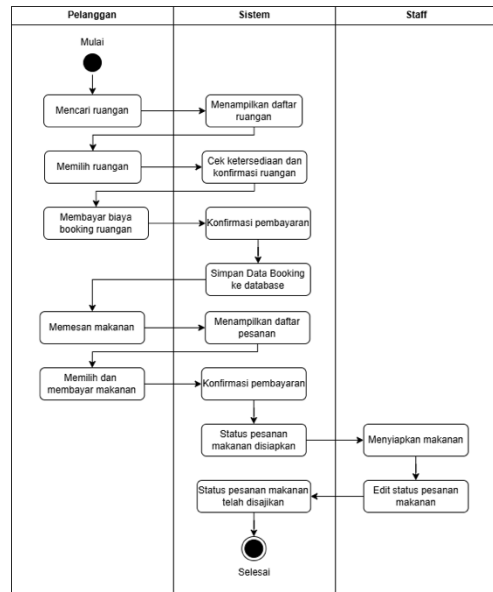 Pelanggan
Sistem
Staff
Mulai
Mencari ruangan
Menampilkan daftar
ruangan
Memilih ruangan
Cek ketersediaan dan
konfirmasi ruangan
Membayar biaya
booking ruangan
Konfirmasi pembayaran
Simpan Data Booking
ke database
Memesan makanan
Menampilkan daftar
pesanan
Memilih dan
membayar makanan
Konfirmasi pembayaran
Status pesanan
makanan disiapkan
Menyiapkan makanan
Edit status pesanan
makanan
Status pesanan makanan
telah disajikan
Selesai